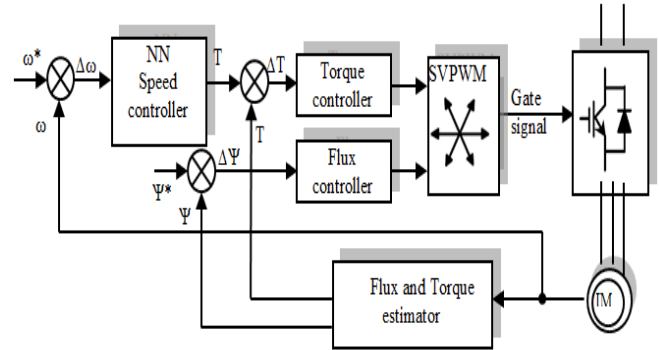 ω*
Δω
ω
NN
Speed
controller
T
ΔT
T
Torque
controller
SVPWM
Gate
signal
ΔΨ
Ψ*
Ψ
Flux
controller
Flux and Torque
estimator
IM